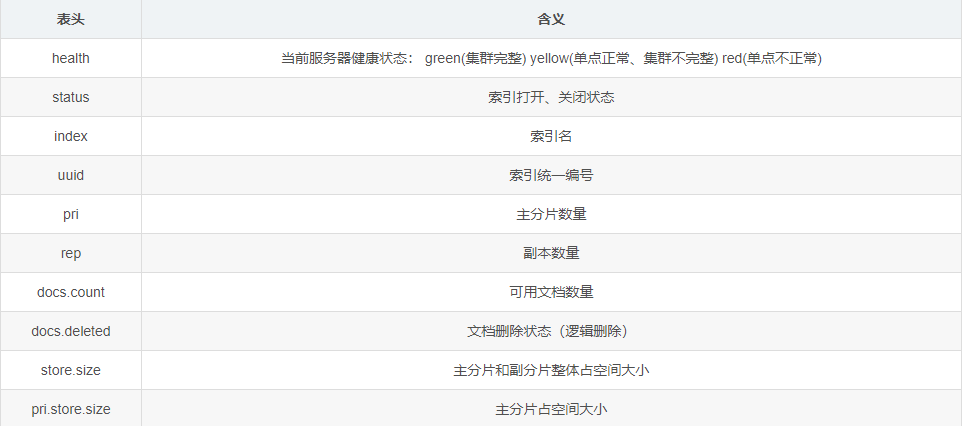 表头 含义
health 当前服务器健康状态： green(集群完整) yellow(单点正常、集群不完整) red(单点不正常)
status 索引打开、关闭状态
index 索引名
uuid 索引统一编号
pri 主分片数量
rep 副本数量
docs.count 可用文档数量
docs.deleted 文档删除状态（逻辑删除）
store.size 主分片和副分片整体占空间大小
pri.store.size 主分片占空间大小